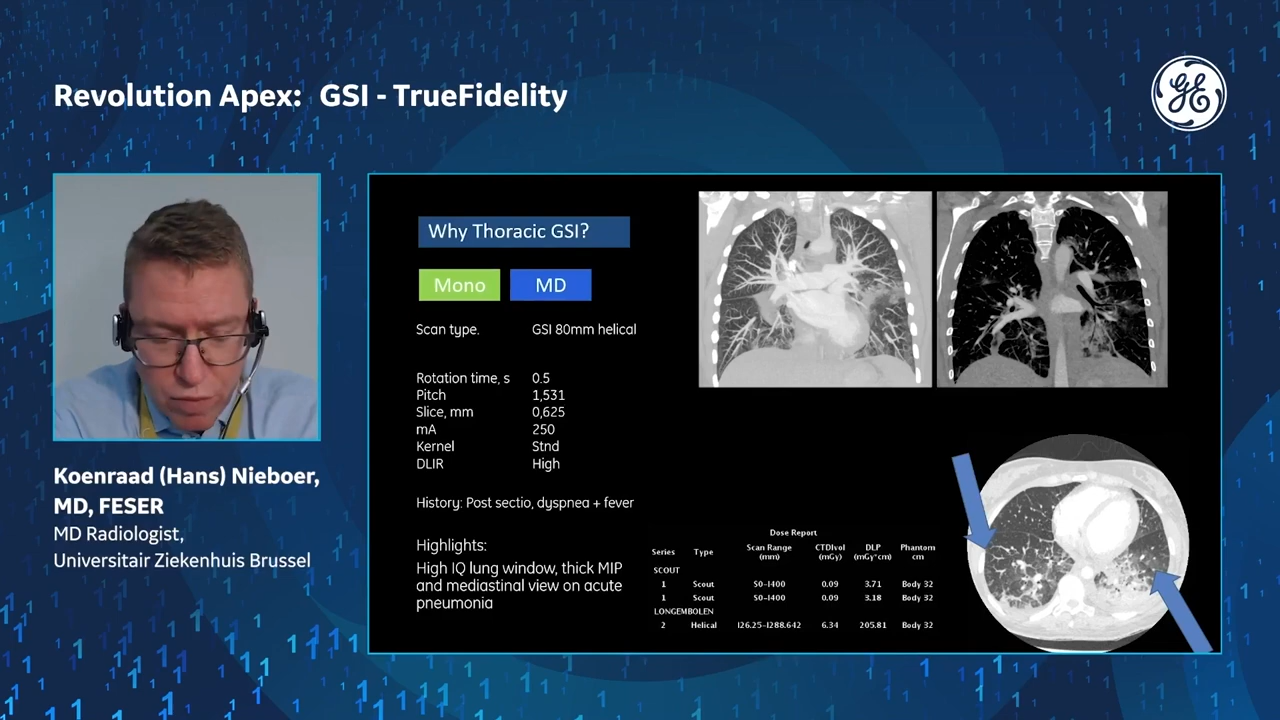 Revolution Apex: GSI - TrueFidelity
GE
Koenraad (Hans) Nieboer,
MD, FESER
MD Radiologist,
Universitair Ziekenhuis Brussel
Why Thoracic GSI?
Mono MD
Scan type. GSI 80mm helical
Rotation time, s 0.5
Pitch 1,531
Slice, mm 0,625
mA 250
Kernel Stnd
DLIR High
History: Post sectio, dyspnea + fever
Highlights:
High IQ lung window, thick MIP
and mediastinal view on acute
pneumonia
Dose Report
Series Type Scan Range (mm) CTDIvol (mGy) DLP (mGy*cm) Phantom cm
SCOUT
1 Scout S0-I400 0.09 3.71 Body 32
1 Scout S0-I400 0.09 3.18 Body 32
LONGEMBOLEN
2 Helical I26.25-I288.642 6.34 205.81 Body 32